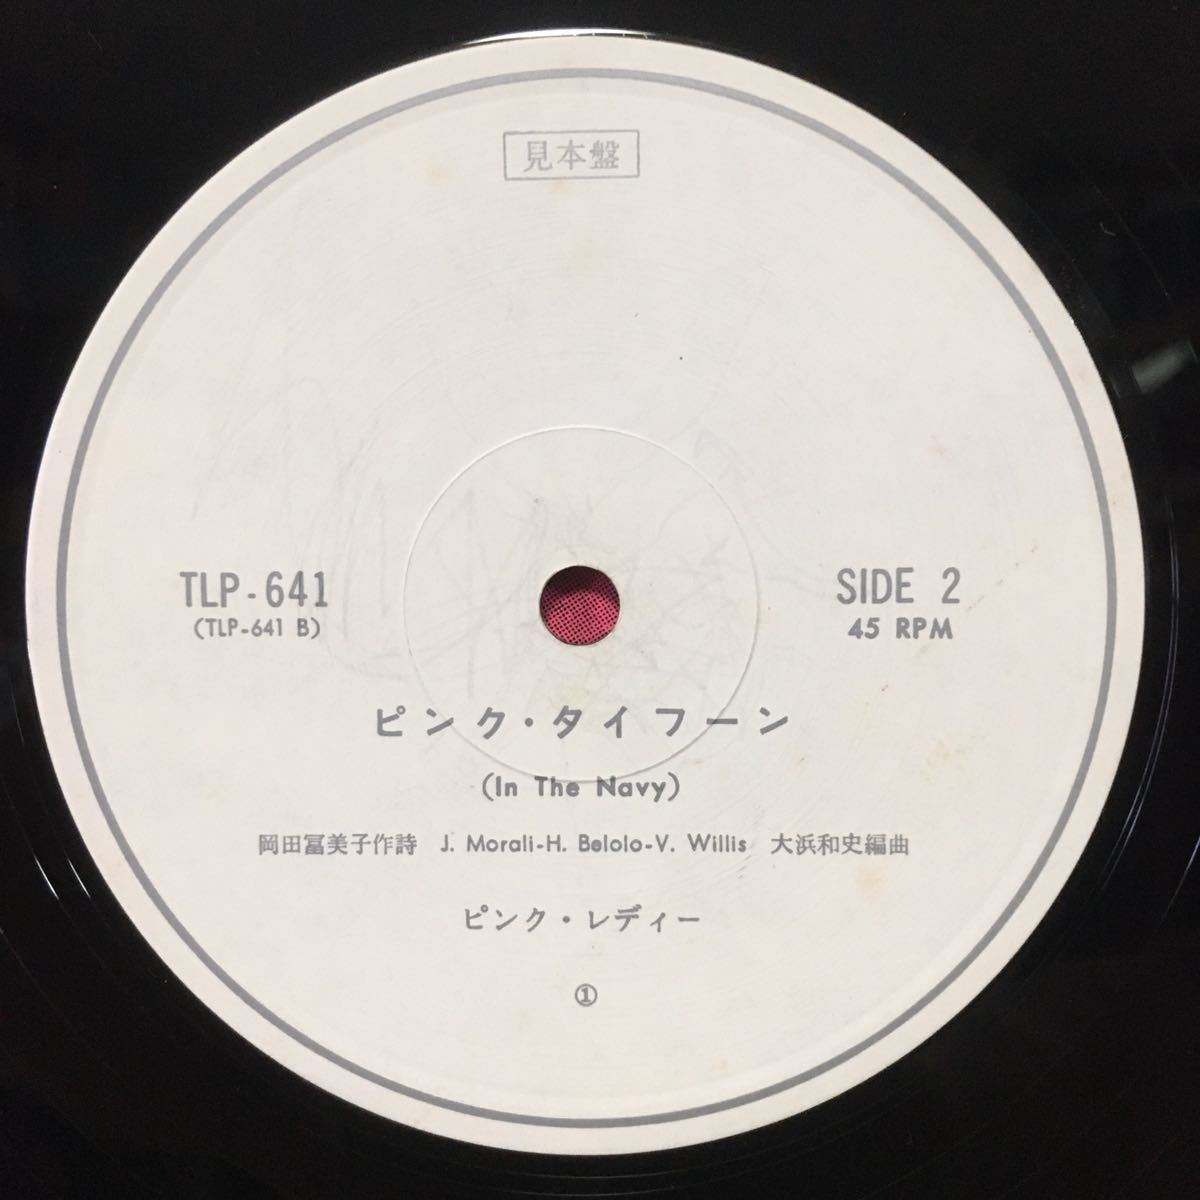 見本盤
TLP-641
(TLP-641 B)
SIDE 2
45 RPM
ピンク・タイフーン
(In The Navy)
岡田冨美子作詩 J. Morali-H. Belolo-V. Willis 大浜和史編曲
ピンク・レディー
①